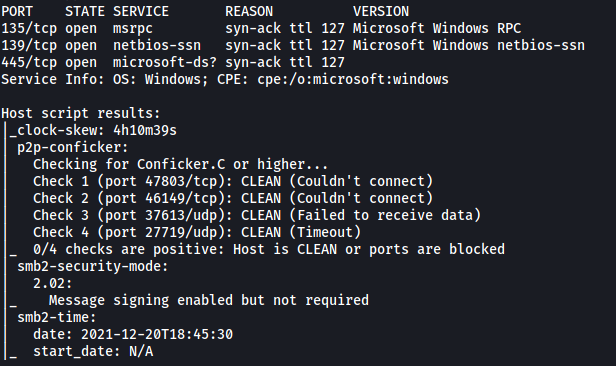 PORT    STATE SERVICE       REASON          VERSION
135/tcp open  msrpc         syn-ack ttl 127 Microsoft Windows RPC
139/tcp open  netbios-ssn   syn-ack ttl 127 Microsoft Windows netbios-ssn
445/tcp open  microsoft-ds? syn-ack ttl 127
Service Info: OS: Windows; CPE: cpe:/o:microsoft:windows

Host script results:
|_clock-skew: 4h10m39s
| p2p-conficker:
|   Checking for Conficker.C or higher...
|   Check 1 (port 47803/tcp): CLEAN (Couldn't connect)
|   Check 2 (port 46149/tcp): CLEAN (Couldn't connect)
|   Check 3 (port 37613/udp): CLEAN (Failed to receive data)
|   Check 4 (port 27719/udp): CLEAN (Timeout)
|_  0/4 checks are positive: Host is CLEAN or ports are blocked
| smb2-security-mode:
|   2.02:
|_    Message signing enabled but not required
| smb2-time:
|   date: 2021-12-20T18:45:30
|_  start_date: N/A